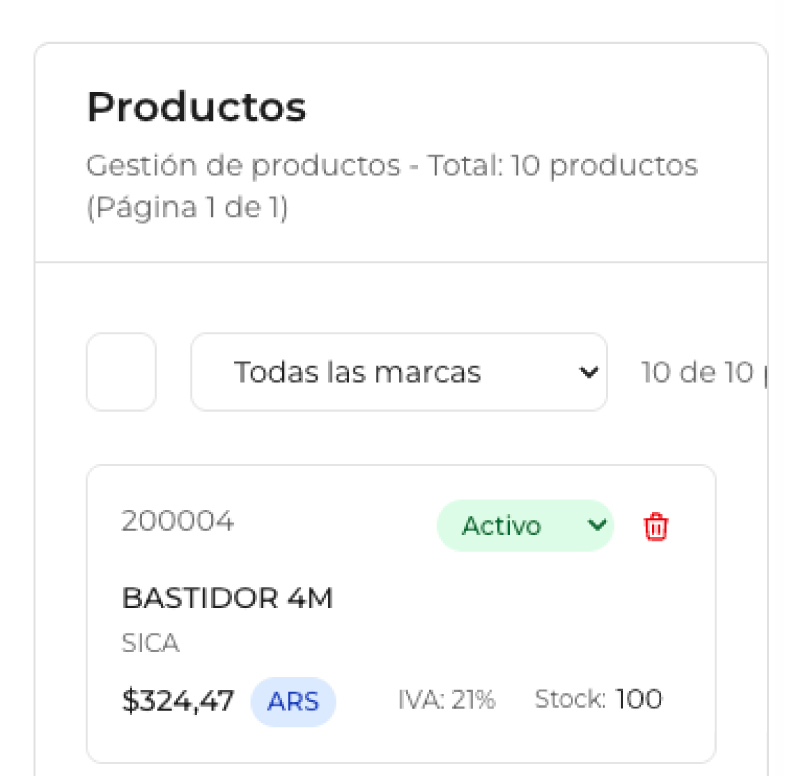 Productos
Gestión de productos - Total: 10 productos
(Página 1 de 1)
Todas las marcas
10 de 10
200004
Activo
BASTIDOR 4M
SICA
$324,47 ARS IVA: 21% Stock: 100